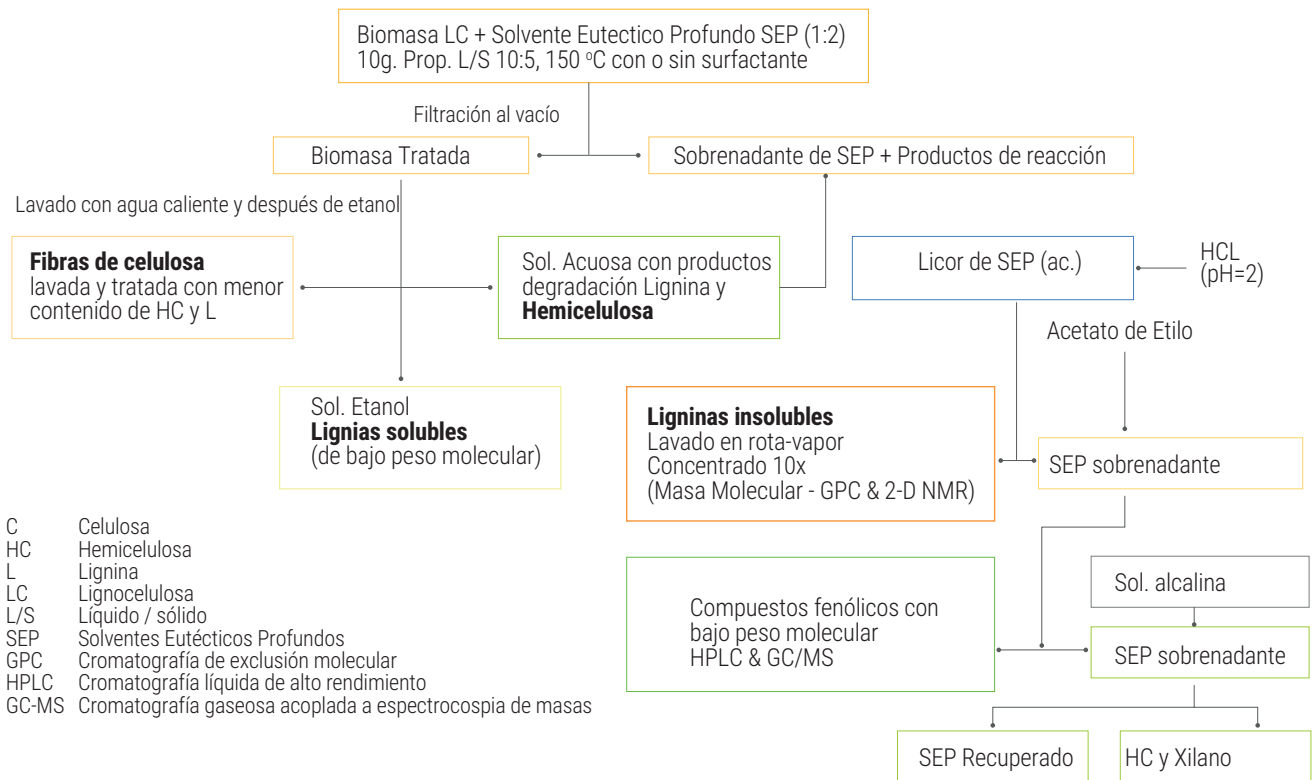 Biomasa LC + Solvente Eutectico Profundo SEP (1:2)
10g. Prop. L/S 10:5, 150 ºC con o sin surfactante
Filtración al vacío
Biomasa Tratada
Sobrenadante de SEP + Productos de reacción
Lavado con agua caliente y después de etanol
Fibras de celulosa
lavada y tratada con menor
contenido de HC y L
Sol. Acuosa con productos
degradación Lignina y
Hemicelulosa
Licor de SEP (ac.)
HCL
(pH=2)
Acetato de Etilo
Sol. Etanol
Lignias solubles
(de bajo peso molecular)
Ligninas insolubles
Lavado en rota-vapor
Concentrado 10x
(Masa Molecular - GPC & 2-D NMR)
SEP sobrenadante
C Celulosa
HC Hemicelulosa
L Lignina
LC Lignocelulosa
L/S Líquido / sólido
SEP Solventes Eutécticos Profundos
GPC Cromatografía de exclusión molecular
HPLC Cromatografía líquida de alto rendimiento
GC-MS Cromatografía gaseosa acoplada a espectrocospia de masas
Compuestos fenólicos con
bajo peso molecular
HPLC & GC/MS
Sol. alcalina
SEP sobrenadante
SEP Recuperado
HC y Xilano